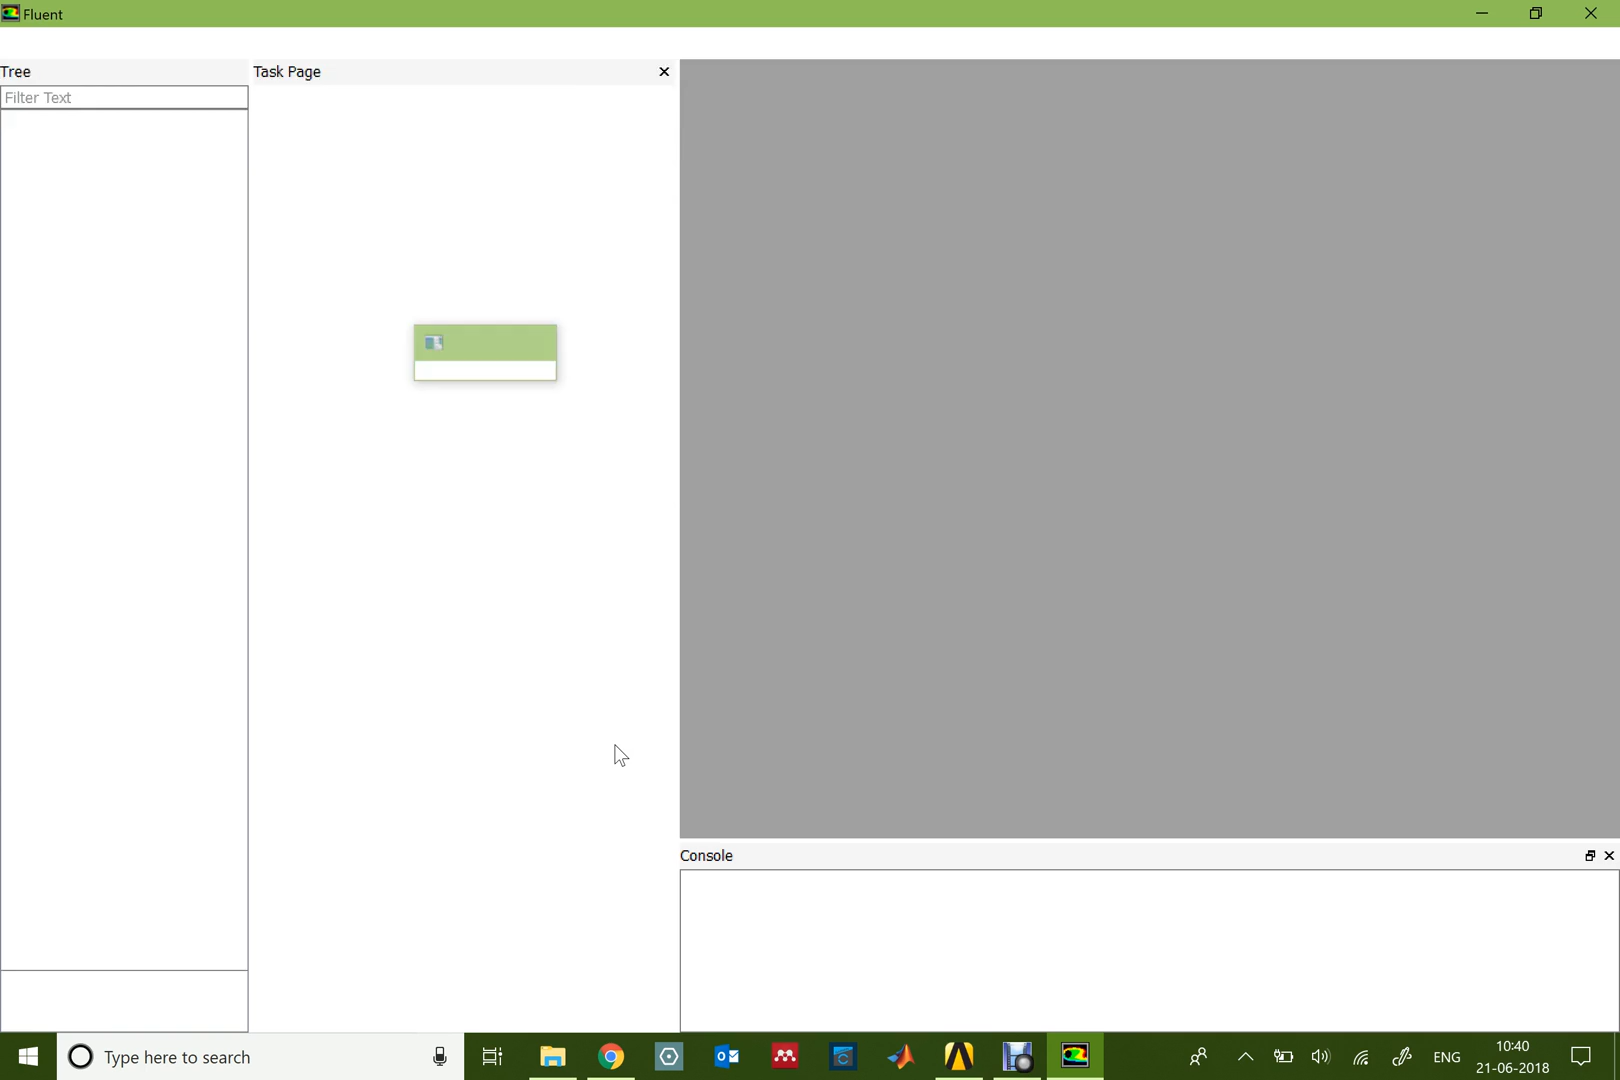 Fluent
Tree
Task Page
Filter Text
Console
Type here to search
ENG
10:40
21-06-2018